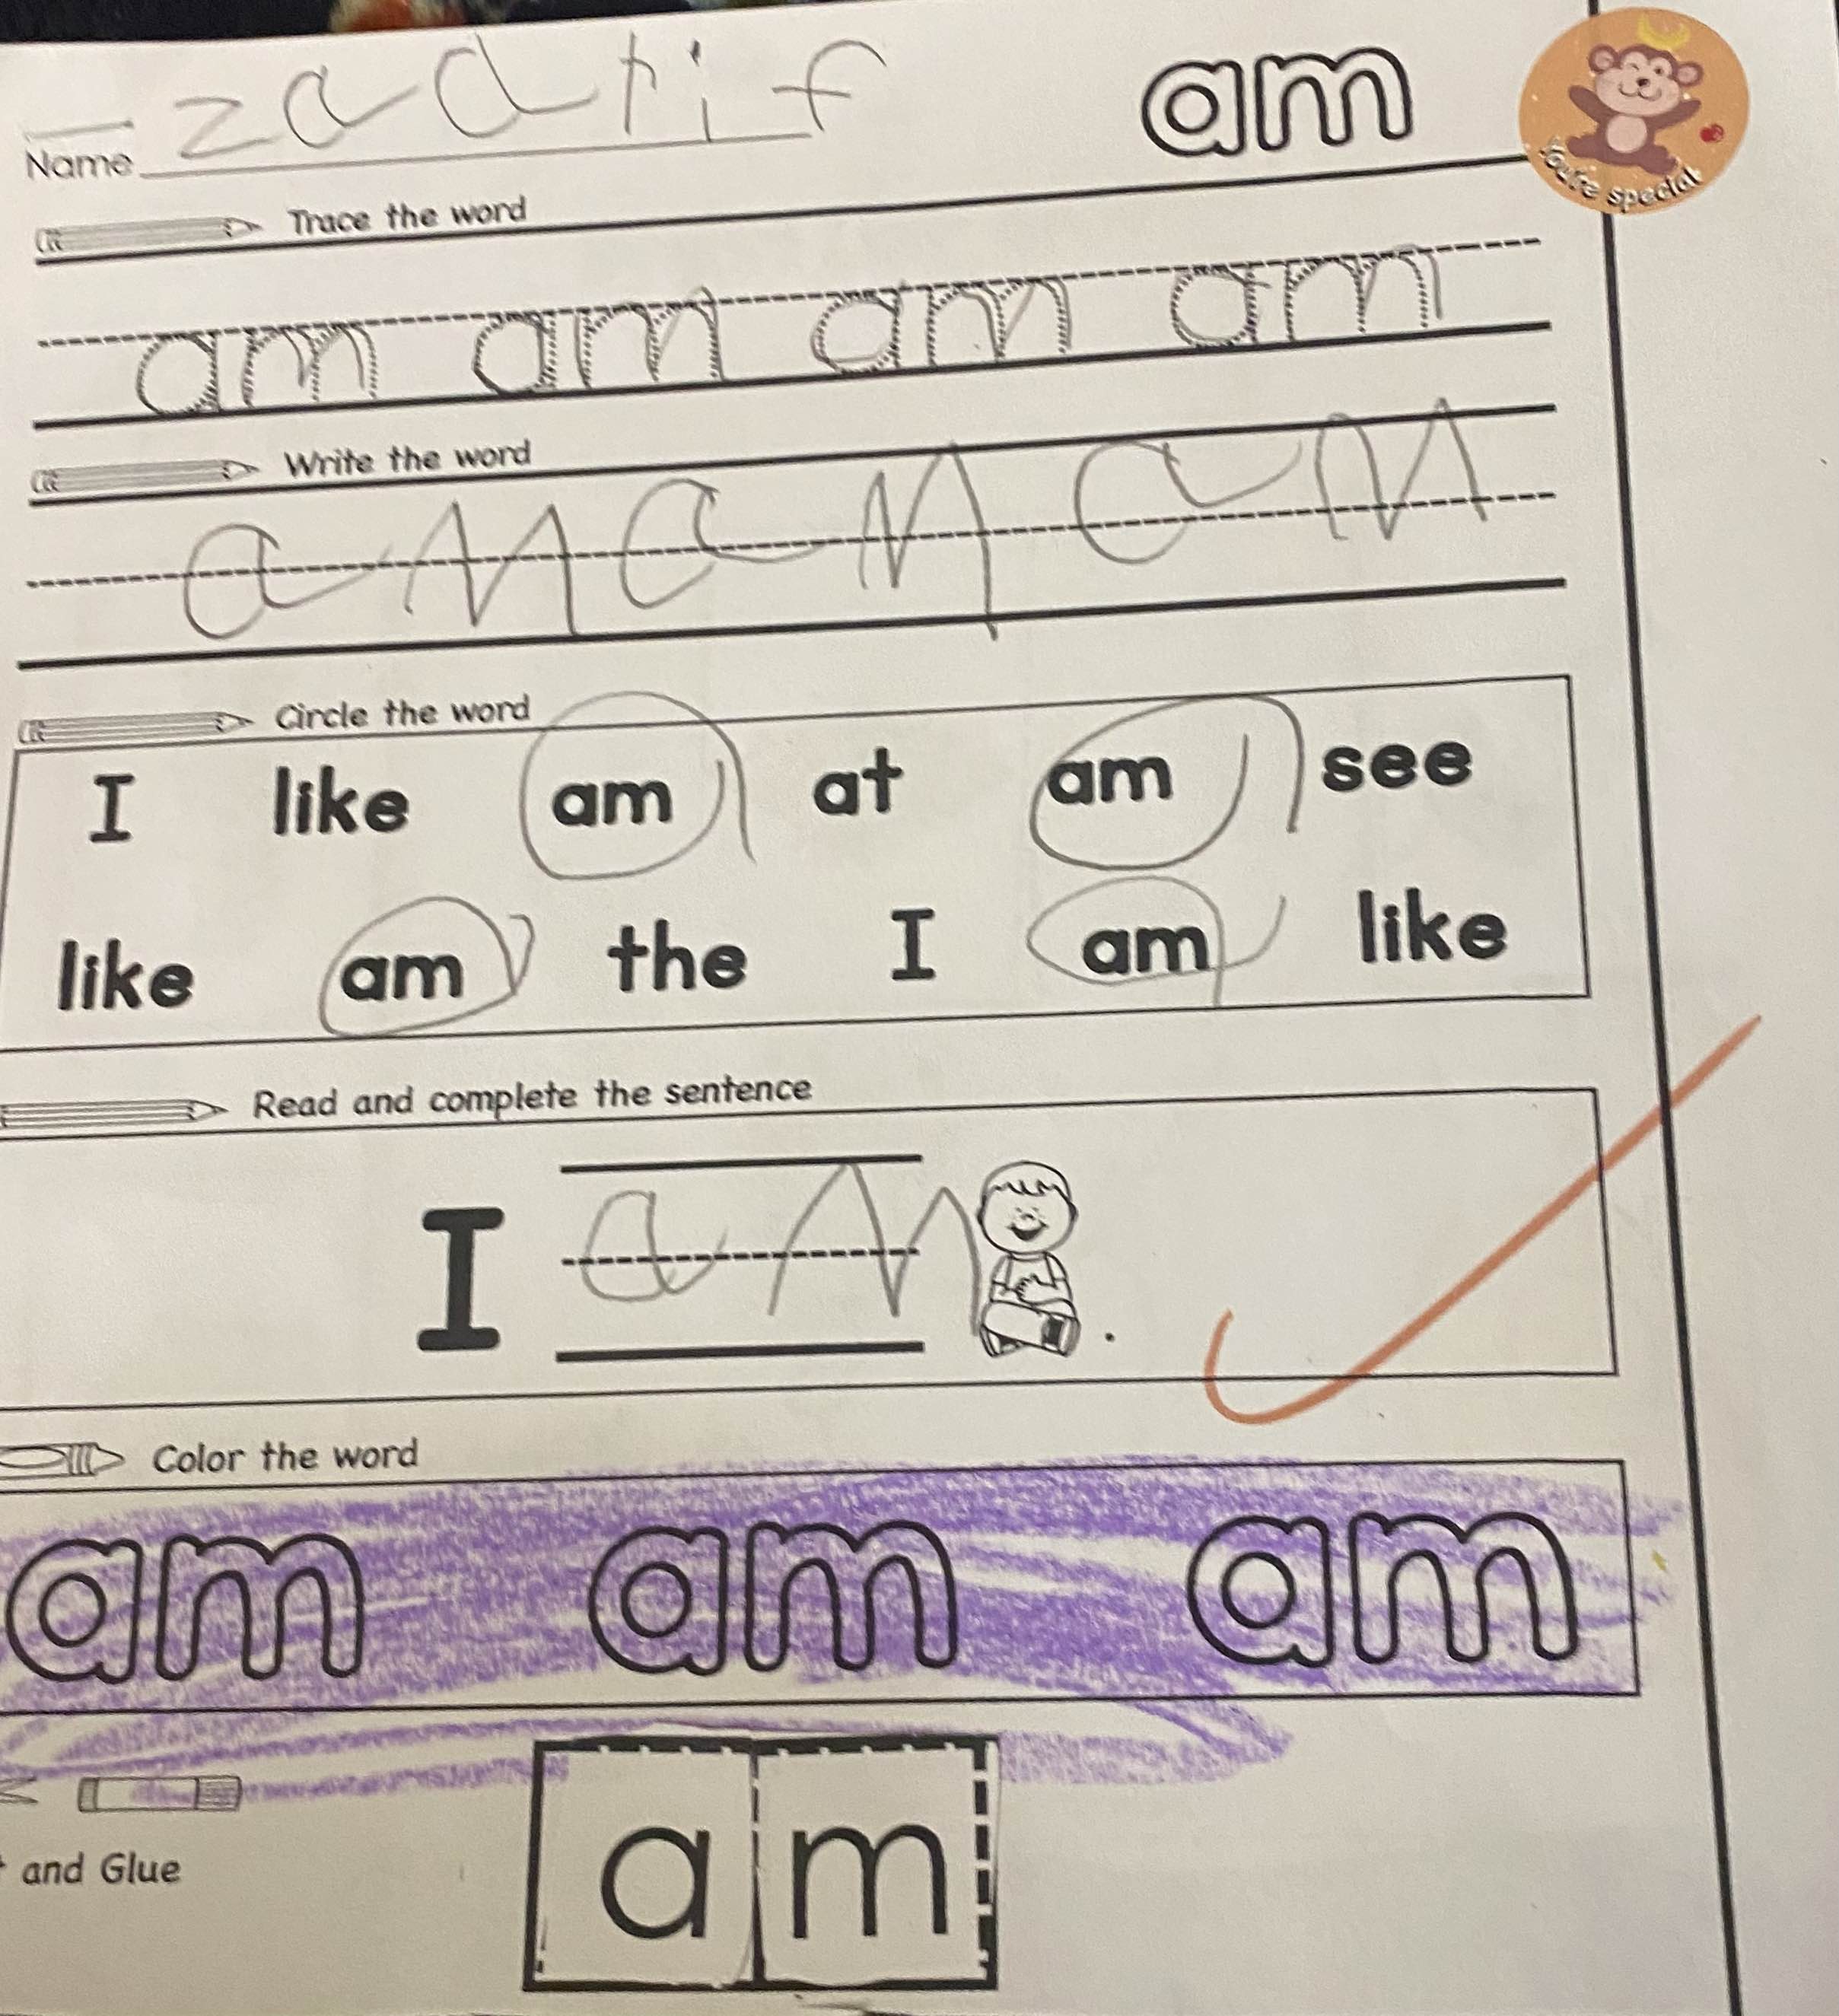 am
You're special
Name
Trace the word
am am am am
Write the word
am am am
Circle the word
I like am at am see
like am the I am like
Read and complete the sentence
I am .
Color the word
am am am
and Glue
a m